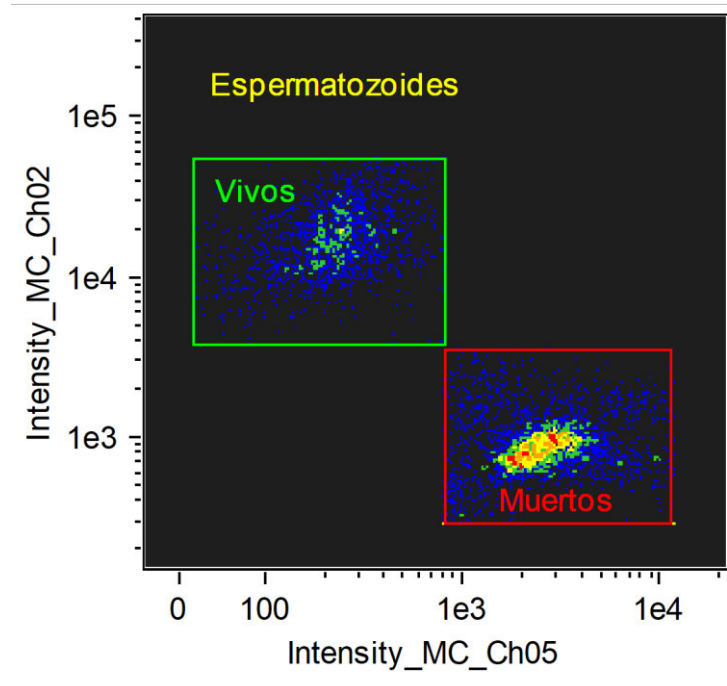 Espermatozoides
1e5
Vivos
1e4
1e3
Muertos
Intensity_MC_Ch02
0 100 1e3 1e4
Intensity_MC_Ch05